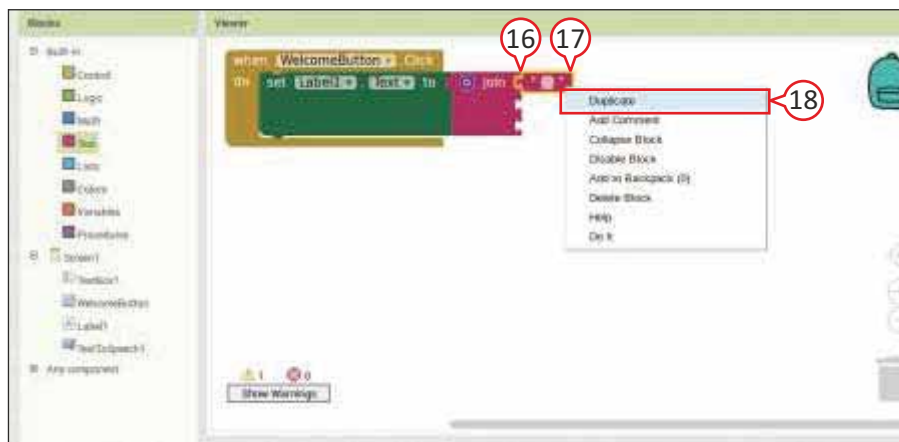 Blocks
Viewer
Built-in
Control
Logic
Math
Text
Lists
Colors
Variables
Procedures
Screen1
TextBox1
WelcomeButton
Label1
TextToSpeech1
Any component
16
17
when WelcomeButton . Click
do set Label1 . Text to join " "
Duplicate
18
Add Comment
Collapse Block
Disable Block
Add to Backpack (0)
Delete Block
Help
Do It
1
0
Show Warnings